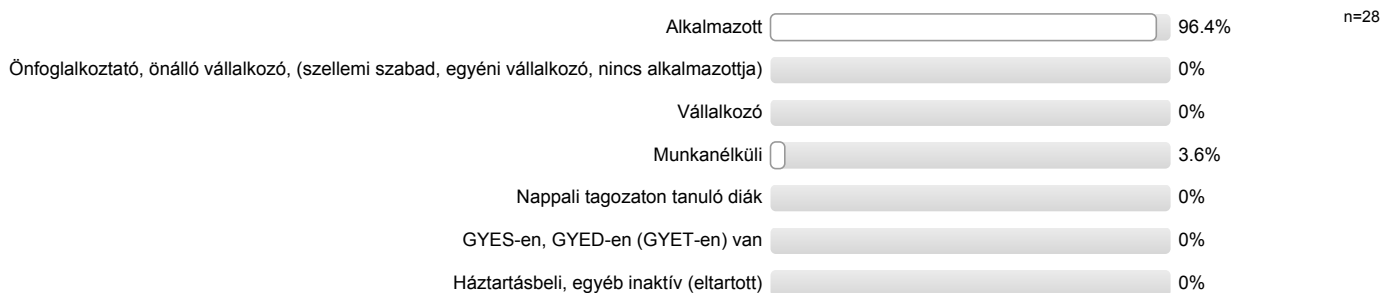 Alkalmazott 96.4% n=28
Önfoglalkoztató, önálló vállalkozó, (szellemi szabad, egyéni vállalkozó, nincs alkalmazottja) 0%
Vállalkozó 0%
Munkanélküli 3.6%
Nappali tagozaton tanuló diák 0%
GYES-en, GYED-en (GYET-en) van 0%
Háztartásbeli, egyéb inaktív (eltartott) 0%